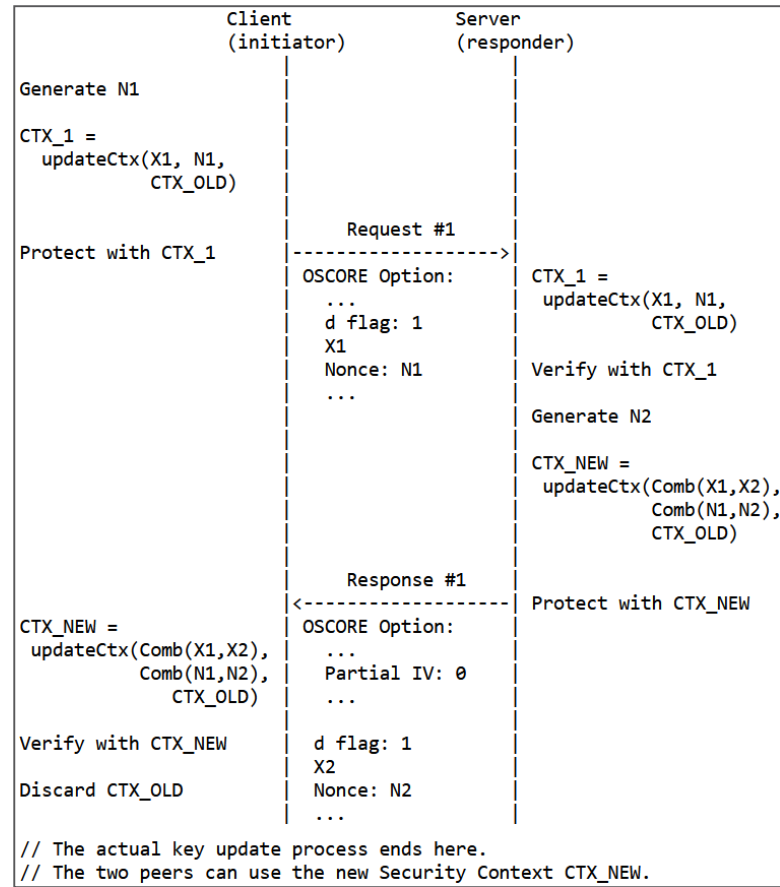 Client Server
(initiator) (responder)
Generate N1
CTX_1 =
updateCtx(X1, N1,
CTX_OLD)
Request #1
Protect with CTX_1 |-------------------->|
OSCORE Option: CTX_1 =
... updateCtx(X1, N1,
d flag: 1 CTX_OLD)
X1
Nonce: N1 Verify with CTX_1
...
Generate N2
CTX_NEW =
updateCtx(Comb(X1,X2),
Comb(N1,N2),
CTX_OLD)
Response #1
|<--------------------| Protect with CTX_NEW
CTX_NEW = OSCORE Option:
updateCtx(Comb(X1,X2), ...
Comb(N1,N2), Partial IV: 0
CTX_OLD) ...
Verify with CTX_NEW d flag: 1
X2
Discard CTX_OLD Nonce: N2
...
// The actual key update process ends here.
// The two peers can use the new Security Context CTX_NEW.